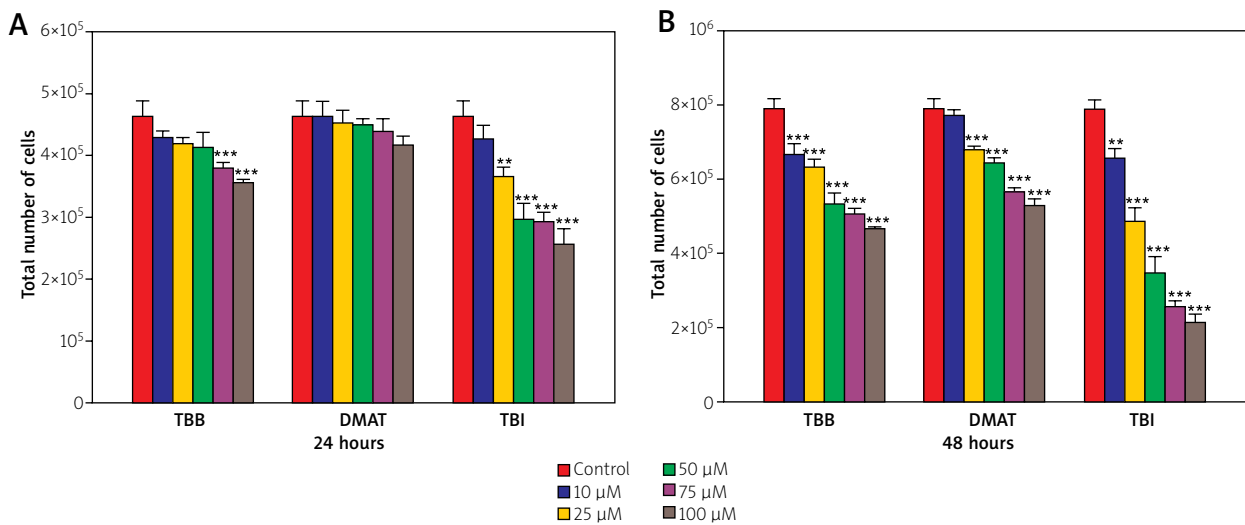 A
Total number of cells
6×10⁵
5×10⁵
4×10⁵
3×10⁵
4×10⁵
10⁵
0
*** ***
** *** *** ***
TBB DMAT TBI
24 hours
B
Total number of cells
10⁶
8×10⁵
6×10⁵
4×10⁵
2×10⁵
0
*** *** *** *** ***
*** *** *** ***
** *** *** *** ***
TBB DMAT TBI
48 hours
Control
10 µM
25 µM
50 µM
75 µM
100 µM